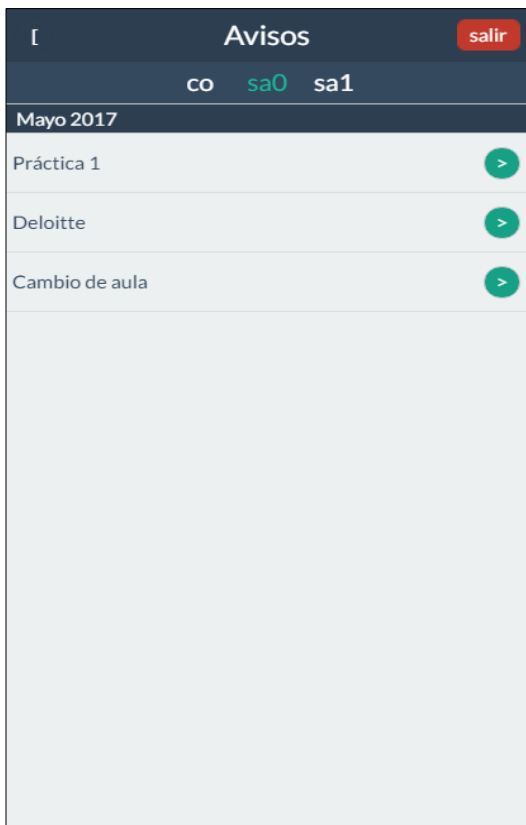 [ Avisos salir
co sa0 sa1
Mayo 2017
Práctica 1 >
Deloitte >
Cambio de aula >